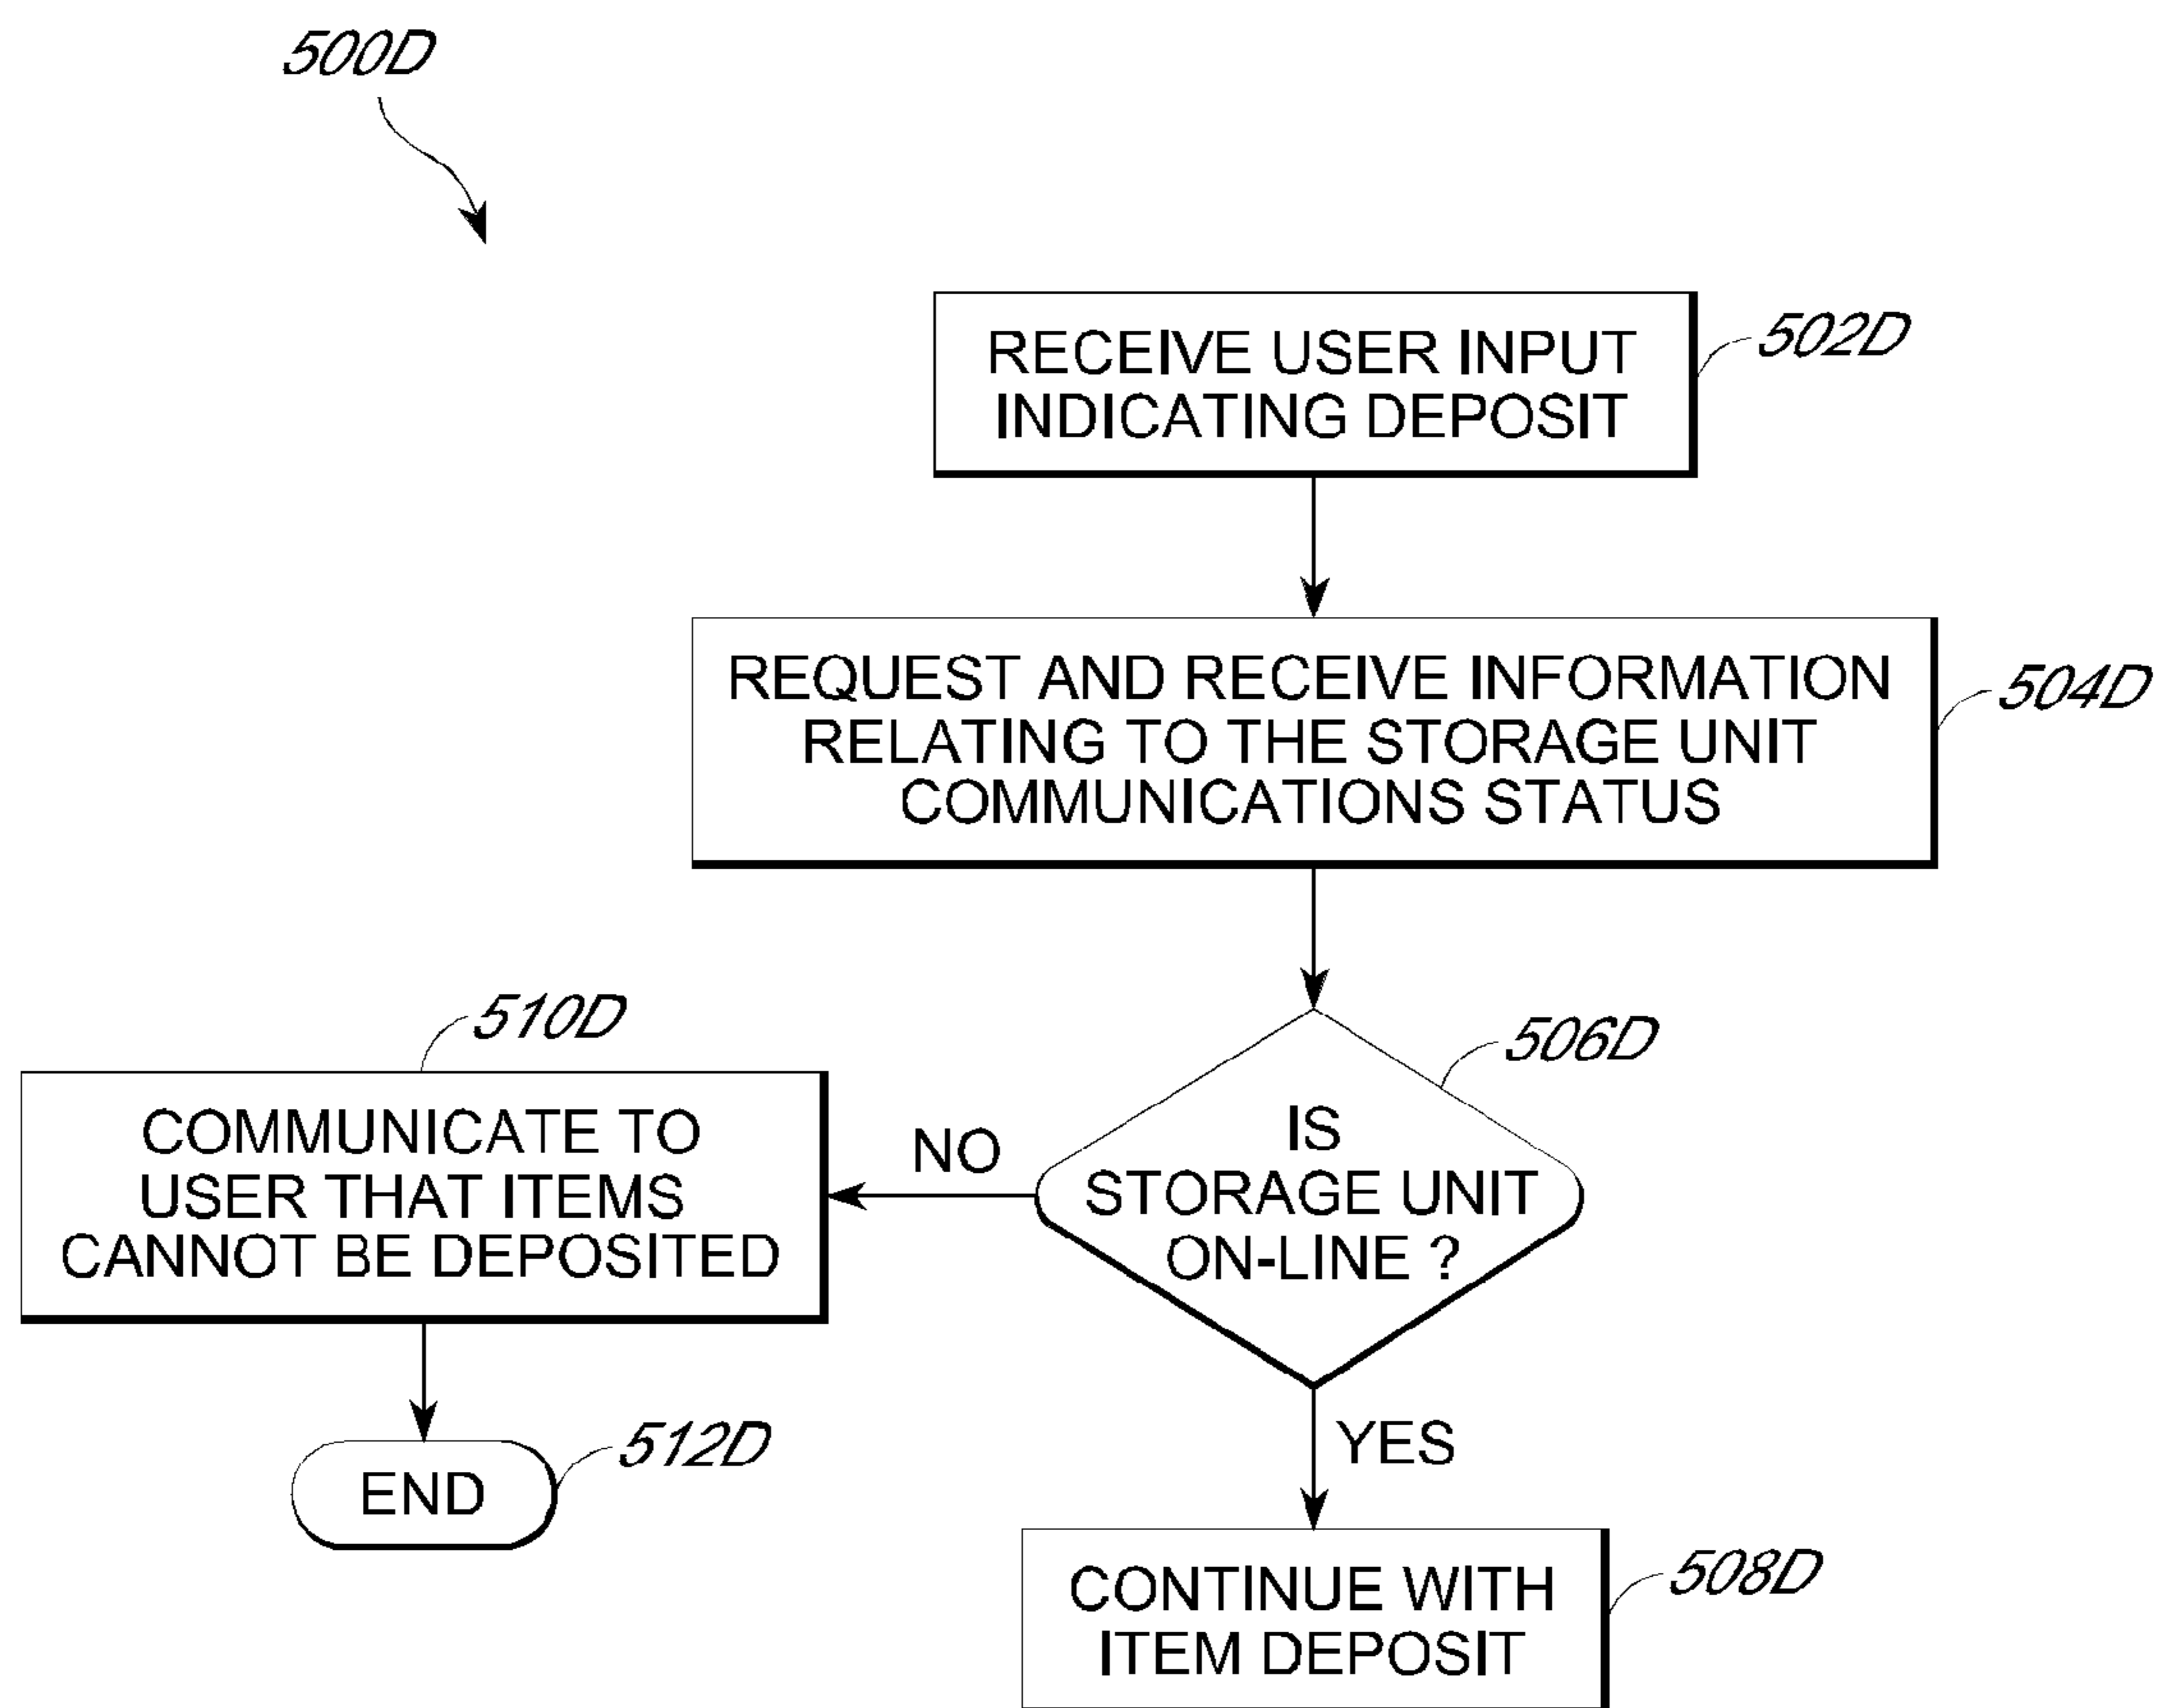 500D
RECEIVE USER INPUT
INDICATING DEPOSIT
502D
REQUEST AND RECEIVE INFORMATION
RELATING TO THE STORAGE UNIT
COMMUNICATIONS STATUS
504D
IS
STORAGE UNIT
ON-LINE ?
506D
NO
510D
COMMUNICATE TO
USER THAT ITEMS
CANNOT BE DEPOSITED
END
512D
YES
CONTINUE WITH
ITEM DEPOSIT
508D